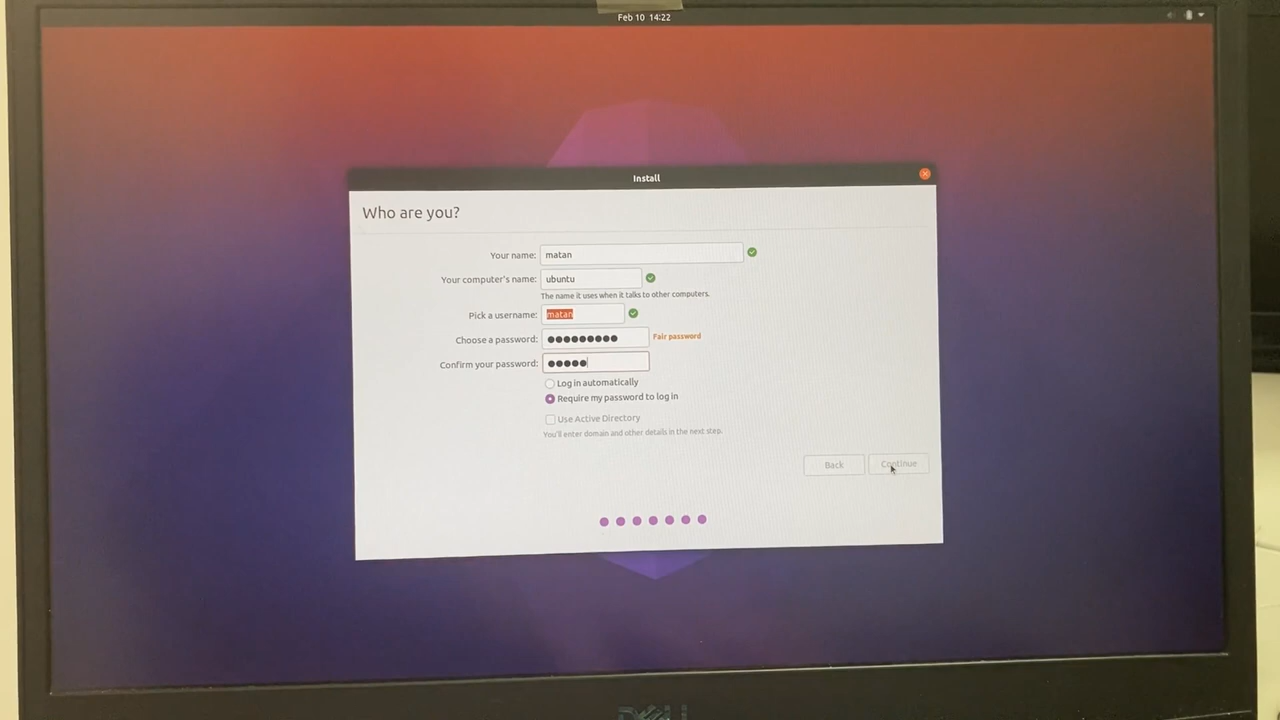 Feb 10 14:22
Install
Who are you?
Your name: matan
Your computer's name: ubuntu
The name it uses when it talks to other computers.
Pick a username: matan
Choose a password: ●●●●●●●●● Fair password
Confirm your password: ●●●●●
Log in automatically
Require my password to log in
Use Active Directory
You'll enter domain and other details in the next step.
Back Continue
DELL